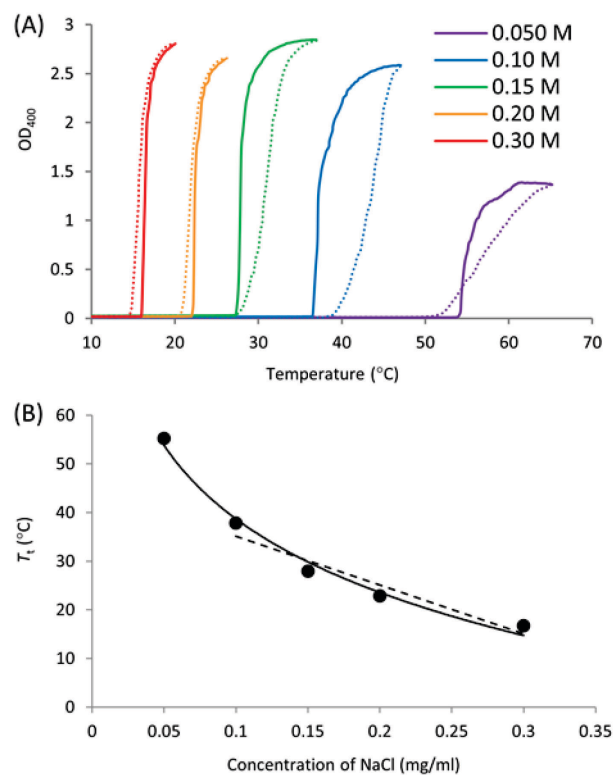 (A)
3
2.5
2
1.5
1
0.5
0
OD400
10 20 30 40 50 60 70
Temperature (°C)
0.050 M
0.10 M
0.15 M
0.20 M
0.30 M
(B)
60
50
40
30
20
10
0
Tt (°C)
0 0.05 0.1 0.15 0.2 0.25 0.3 0.35
Concentration of NaCl (mg/ml)